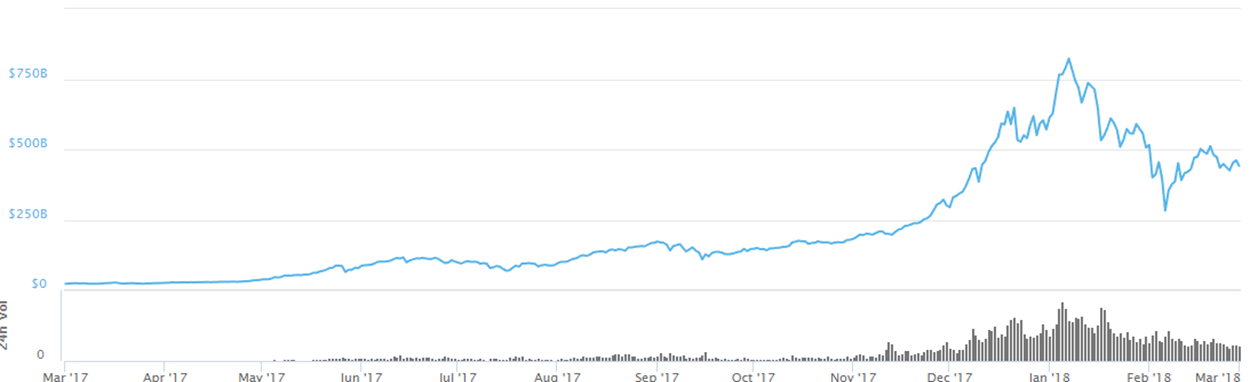 $750B
$500B
$250B
$0
24h Vol
0
Mar '17 Apr '17 May '17 Jun '17 Jul '17 Aug '17 Sep '17 Oct '17 Nov '17 Dec '17 Jan '18 Feb '18 Mar '18